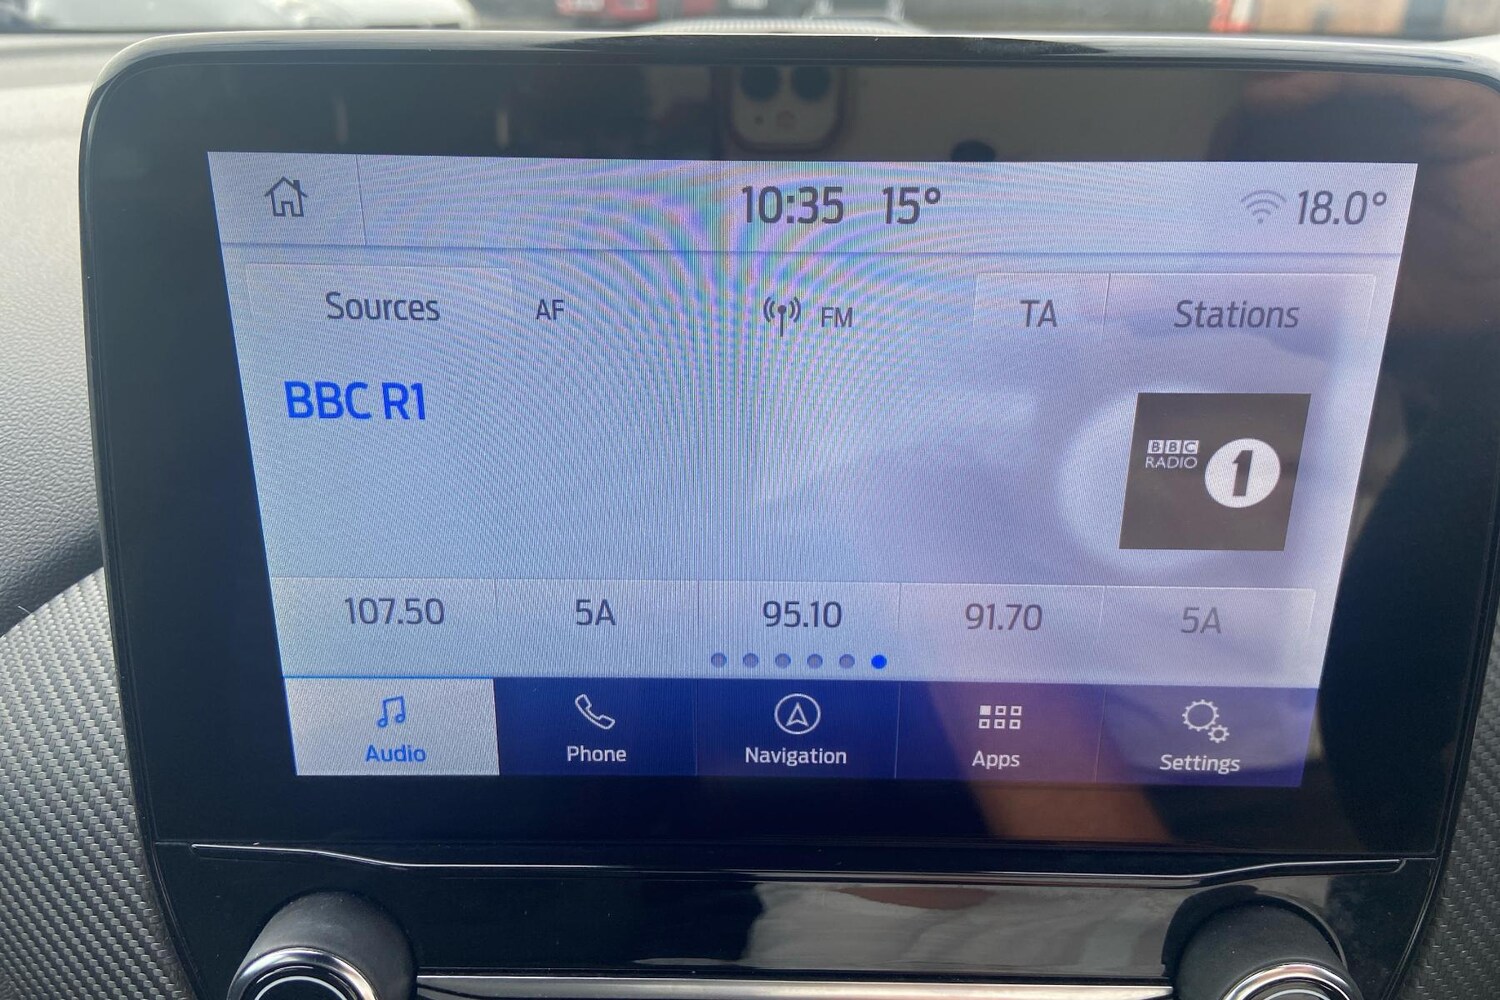 10:35 15° 18.0°
Sources AF FM TA Stations
BBC R1
BBC
RADIO 1
107.50 5A 95.10 91.70 5A
Audio Phone Navigation Apps Settings